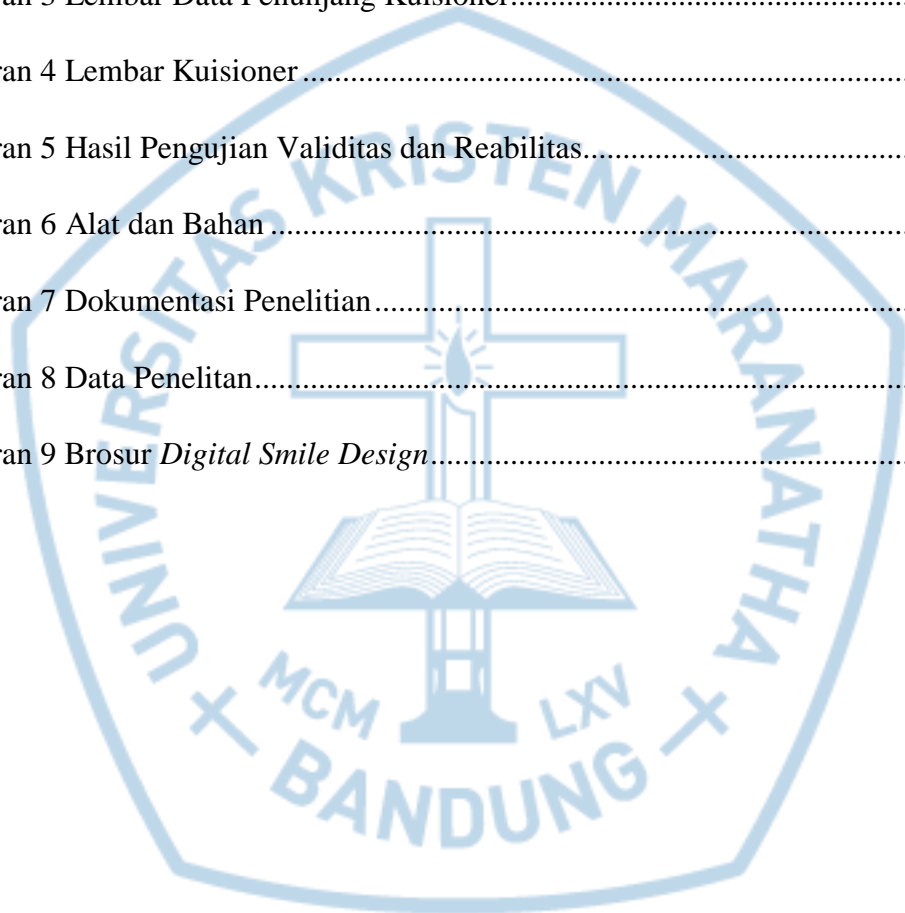 ran 3 Lembar Data Penunjang Kuisioner
ran 4 Lembar Kuisioner
ran 5 Hasil Pengujian Validitas dan Reabilitas
ran 6 Alat dan Bahan
ran 7 Dokumentasi Penelitian
ran 8 Data Penelitan
ran 9 Brosur Digital Smile Design
UNIVERSITAS KRISTEN MARANATHA
MCM LXV
BANDUNG